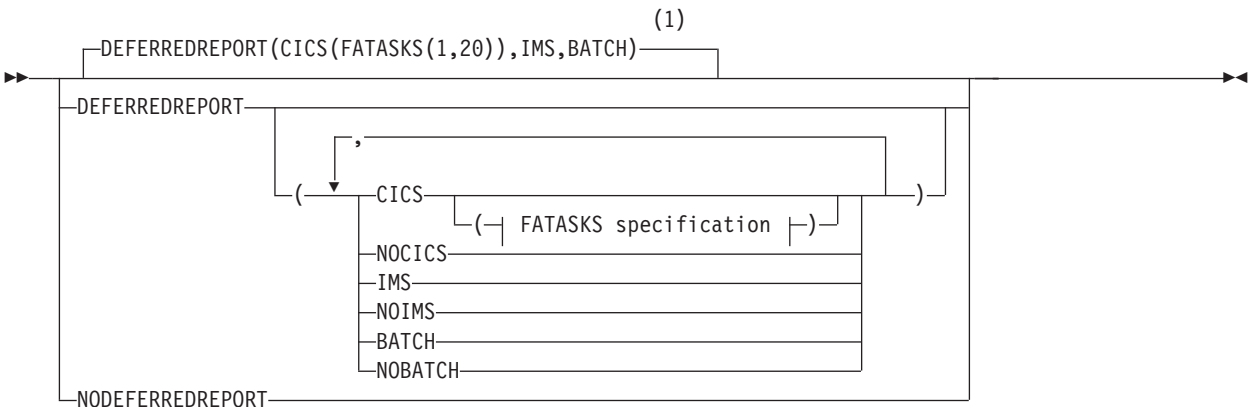 (1)
DEFERREDREPORT(CICS(FATASKS(1,20)),IMS,BATCH)
DEFERREDREPORT
,
( CICS )
( FATASKS specification )
NOCICS
IMS
NOIMS
BATCH
NOBATCH
NODEFERREDREPORT